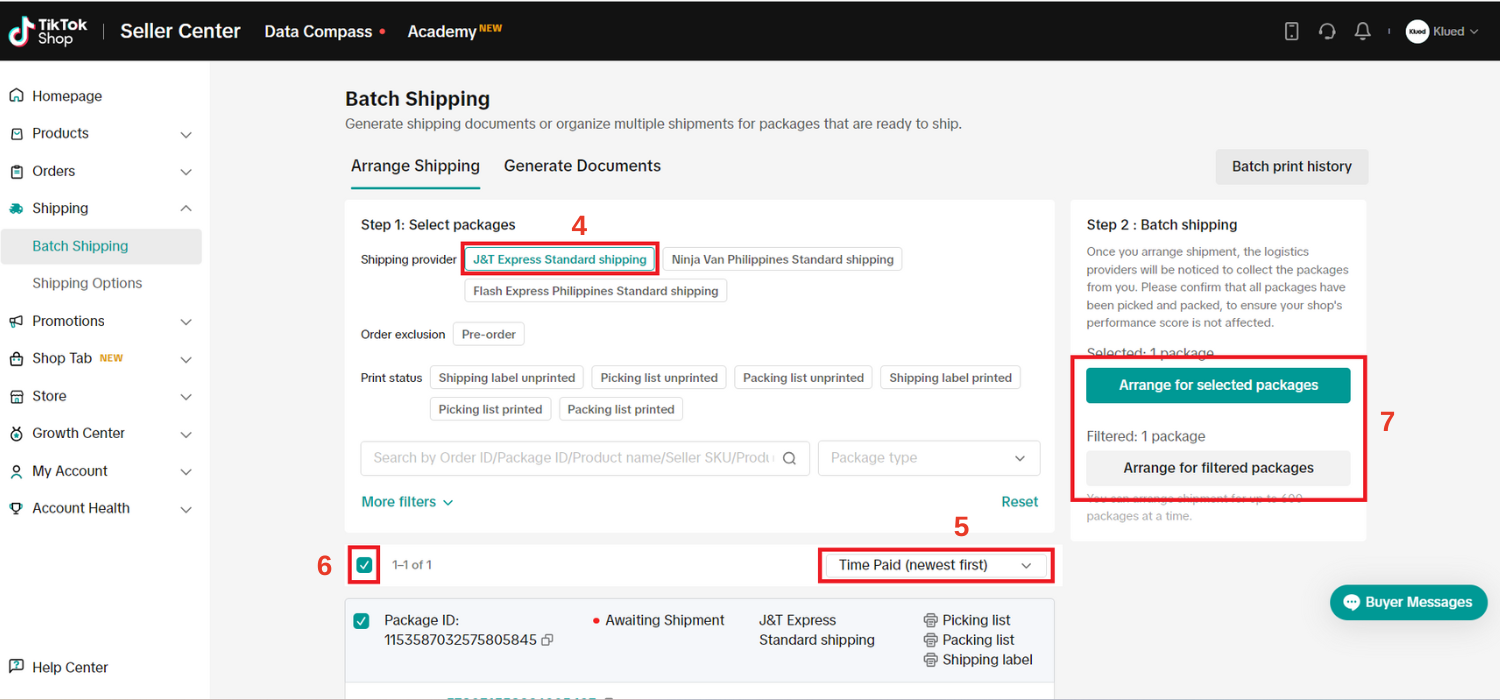 TikTok
Shop
Seller Center
Data Compass
Academy NEW
Klued
Klued
Homepage
Products
Orders
Shipping
Batch Shipping
Shipping Options
Promotions
Shop Tab NEW
Store
Growth Center
My Account
Account Health
Help Center
Batch Shipping
Generate shipping documents or organize multiple shipments for packages that are ready to ship.
Arrange Shipping
Generate Documents
Batch print history
Step 1: Select packages
4
Shipping provider
J&T Express Standard shipping
Ninja Van Philippines Standard shipping
Flash Express Philippines Standard shipping
Order exclusion
Pre-order
Print status
Shipping label unprinted
Picking list unprinted
Packing list unprinted
Shipping label printed
Picking list printed
Packing list printed
Search by Order ID/Package ID/Product name/Seller SKU/Produ
Package type
More filters
Reset
5
6
1–1 of 1
Time Paid (newest first)
Package ID:
1153587032575805845
Awaiting Shipment
J&T Express
Standard shipping
Picking list
Packing list
Shipping label
Step 2 : Batch shipping
Once you arrange shipment, the logistics
providers will be noticed to collect the packages
from you. Please confirm that all packages have
been picked and packed, to ensure your shop's
performance score is not affected.
Selected: 1 package
Arrange for selected packages
7
Filtered: 1 package
Arrange for filtered packages
You can arrange shipment for up to 600
packages at a time.
Buyer Messages